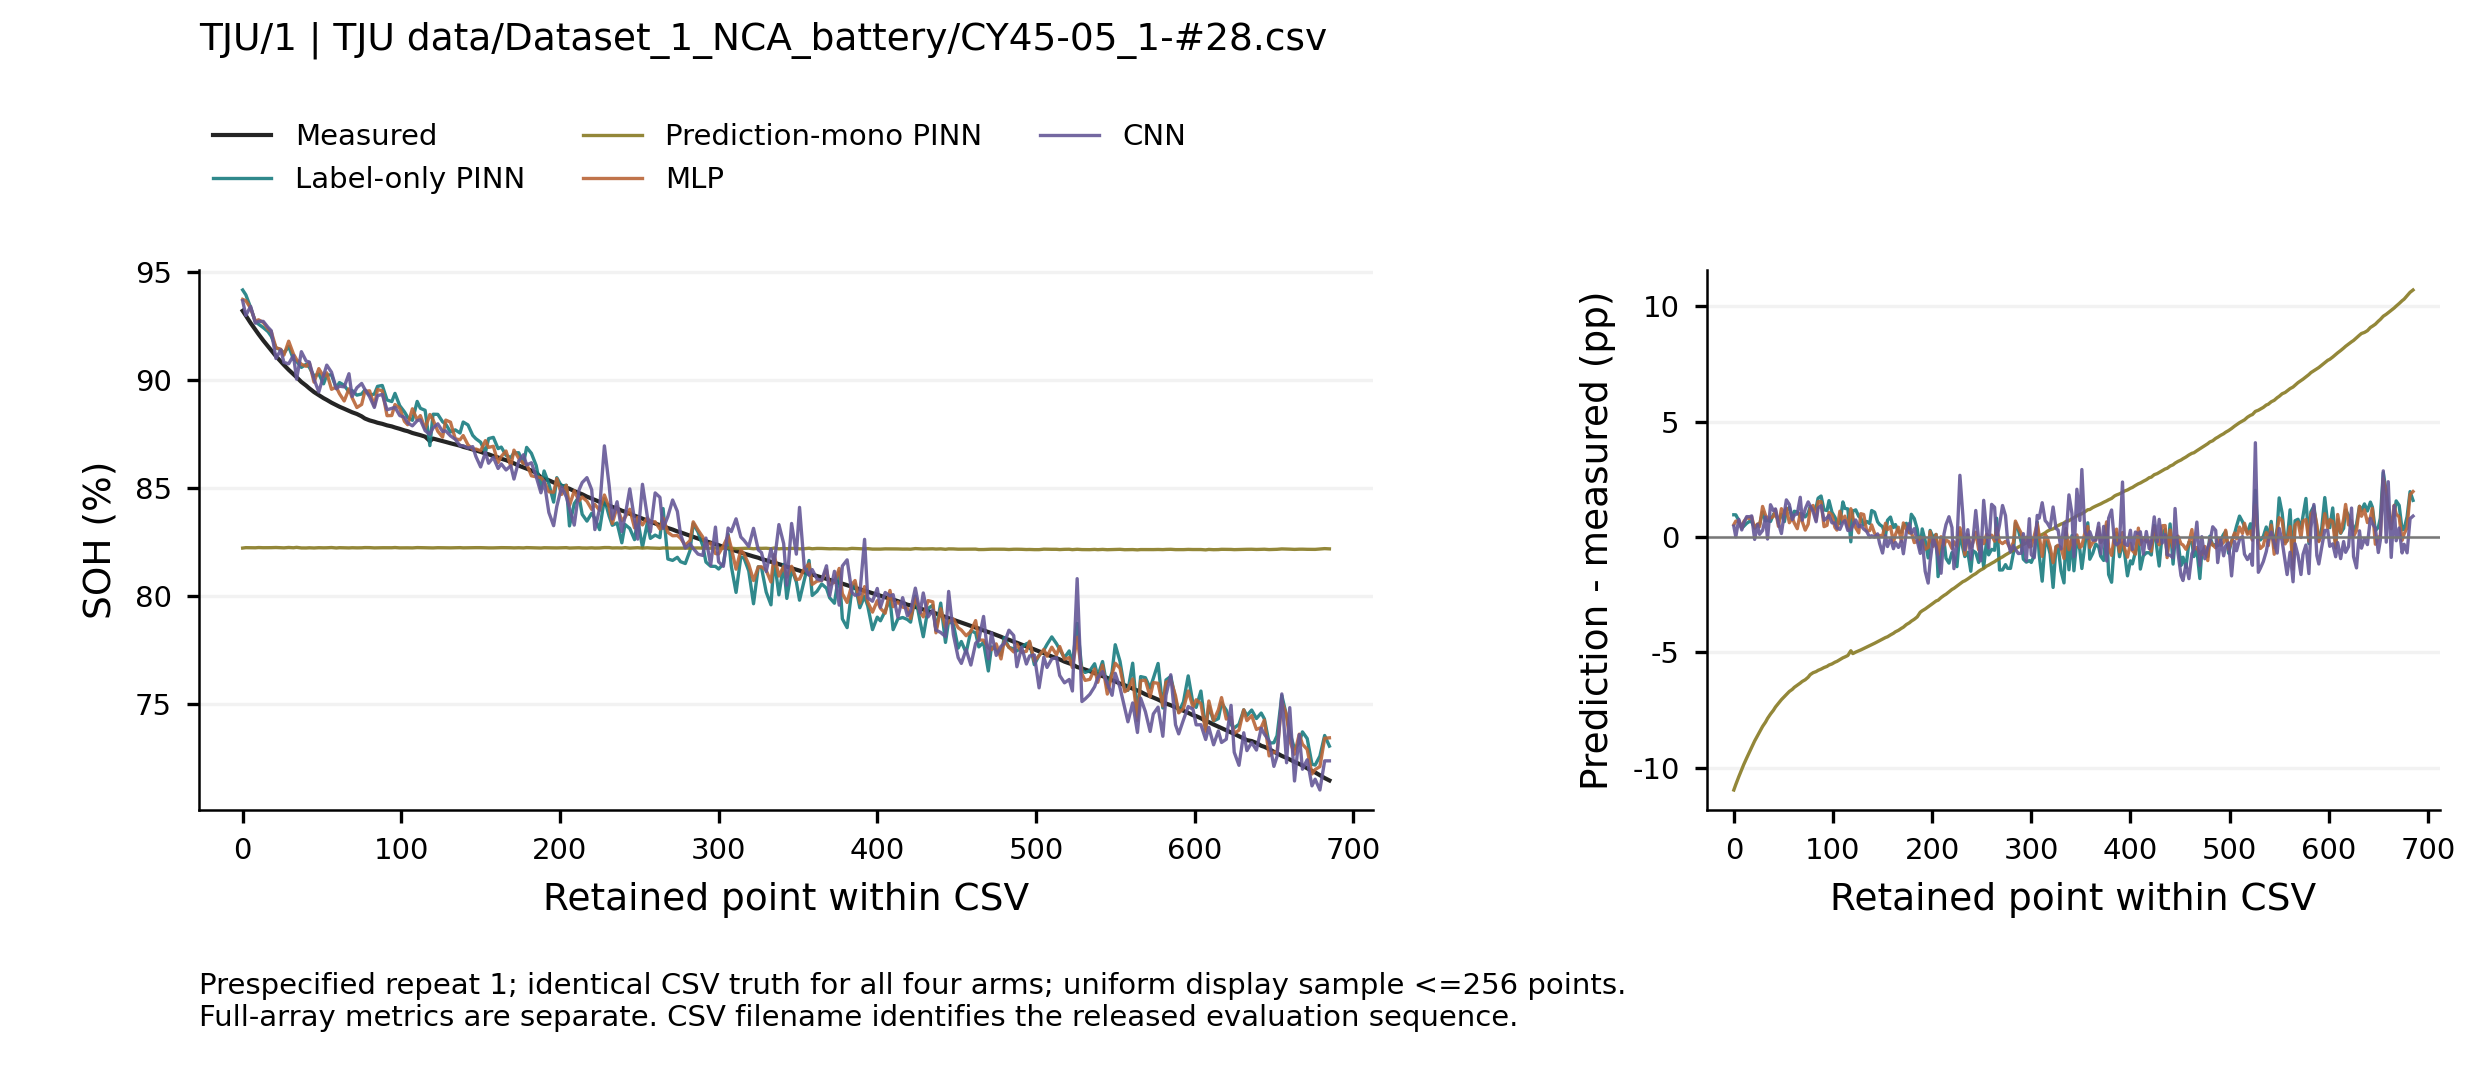 TJU/1 | TJU data/Dataset_1_NCA_battery/CY45-05_1-#28.csv
Measured
Label-only PINN
Prediction-mono PINN
MLP
CNN
SOH (%)
95
90
85
80
75
0 100 200 300 400 500 600 700
Retained point within CSV
Prediction - measured (pp)
10
5
0
-5
-10
0 100 200 300 400 500 600 700
Retained point within CSV
Prespecified repeat 1; identical CSV truth for all four arms; uniform display sample <=256 points.
Full-array metrics are separate. CSV filename identifies the released evaluation sequence.